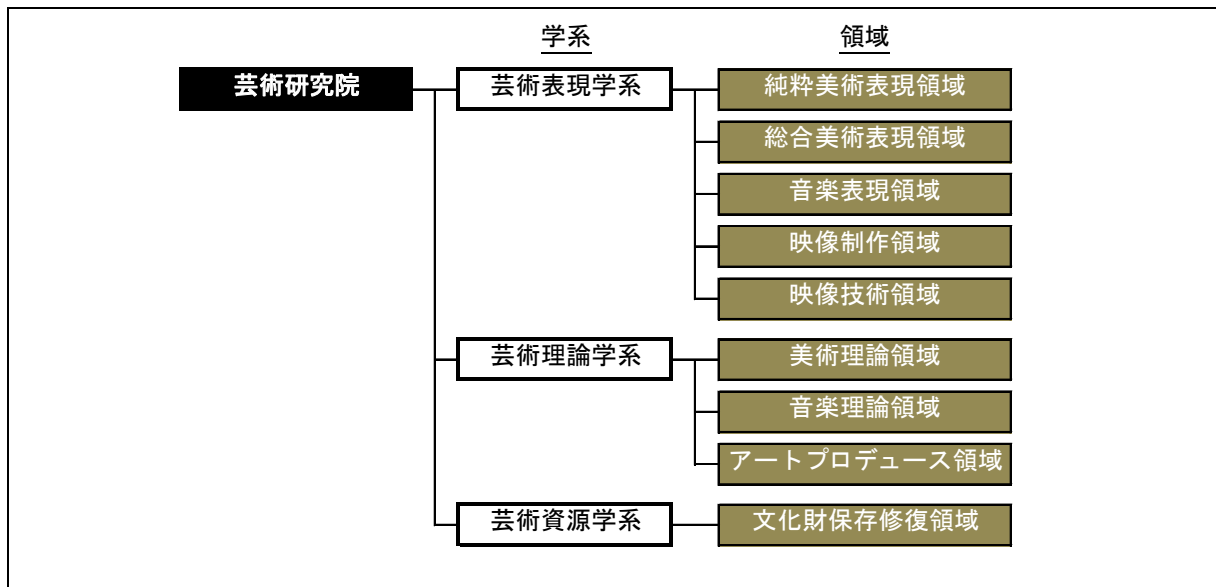 学系 領域
芸術研究院 芸術表現学系 純粋美術表現領域
総合美術表現領域
音楽表現領域
映像制作領域
映像技術領域
芸術理論学系 美術理論領域
音楽理論領域
アートプロデュース領域
芸術資源学系 文化財保存修復領域